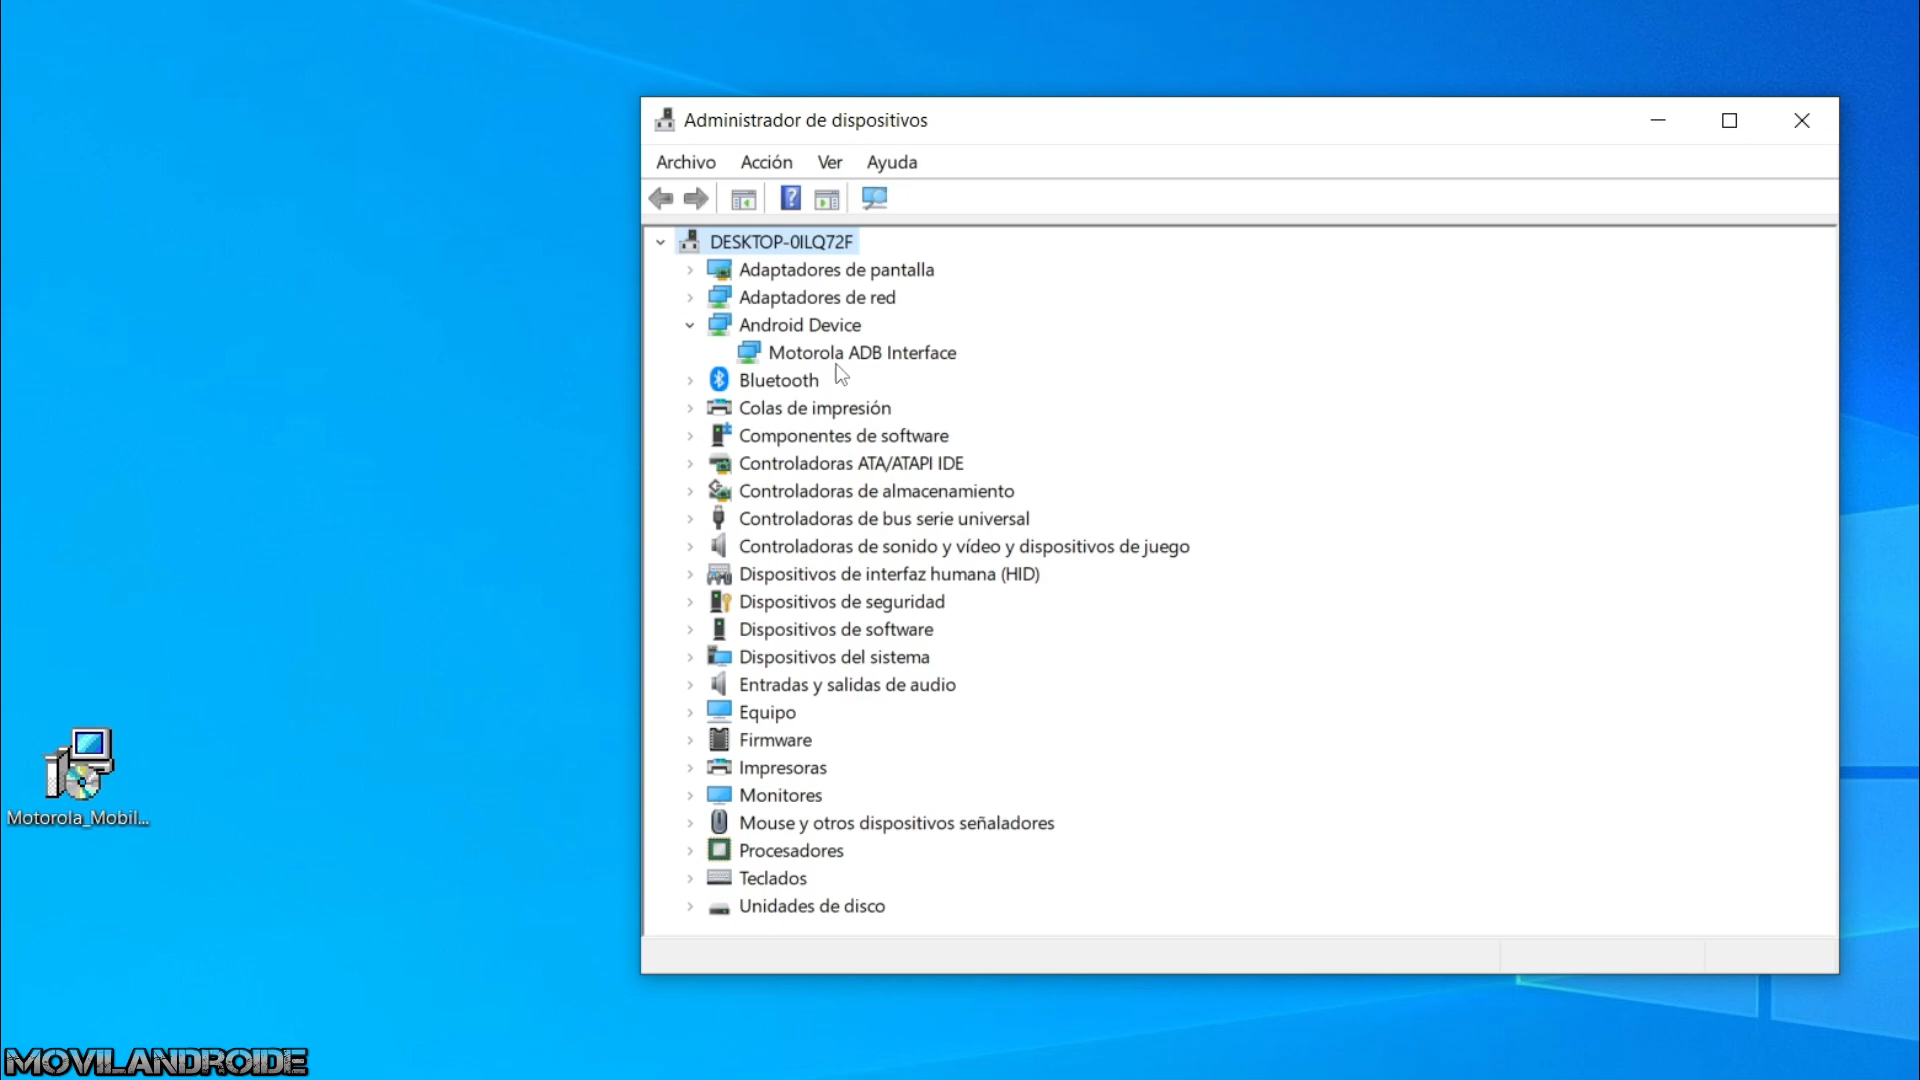 Administrador de dispositivos
Archivo Acción Ver Ayuda
DESKTOP-0ILQ72F
Adaptadores de pantalla
Adaptadores de red
Android Device
Motorola ADB Interface
Bluetooth
Colas de impresión
Componentes de software
Controladoras ATA/ATAPI IDE
Controladoras de almacenamiento
Controladoras de bus serie universal
Controladoras de sonido y vídeo y dispositivos de juego
Dispositivos de interfaz humana (HID)
Dispositivos de seguridad
Dispositivos de software
Dispositivos del sistema
Entradas y salidas de audio
Equipo
Firmware
Impresoras
Monitores
Mouse y otros dispositivos señaladores
Procesadores
Teclados
Unidades de disco
Motorola_Mobil...
MOVILANDROIDE